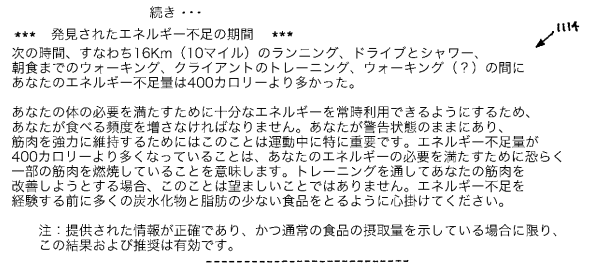 続き ･･･
*** 発見されたエネルギー不足の期間 ***
1114
次の時間、すなわち16Km（10マイル）のランニング、ドライブとシャワー、
朝食までのウォーキング、クライアントのトレーニング、ウォーキング（？）の間に
あなたのエネルギー不足量は400カロリーより多かった。
あなたの体の必要を満たすために十分なエネルギーを常時利用できるようにするため、
あなたが食べる頻度を増さなければなりません。あなたが警告状態のままにあり、
筋肉を強力に維持するためにはこのことは運動中に特に重要です。エネルギー不足量が
400カロリーより多くなっていることは、あなたのエネルギーの必要を満たすために恐らく
一部の筋肉を燃焼していることを意味します。トレーニングを通してあなたの筋肉を
改善しようとする場合、このことは望ましいことではありません。エネルギー不足を
経験する前に多くの炭水化物と脂肪の少ない食品をとるように心掛けてください。
注：提供された情報が正確であり、かつ通常の食品の摂取量を示している場合に限り、
この結果および推奨は有効です。